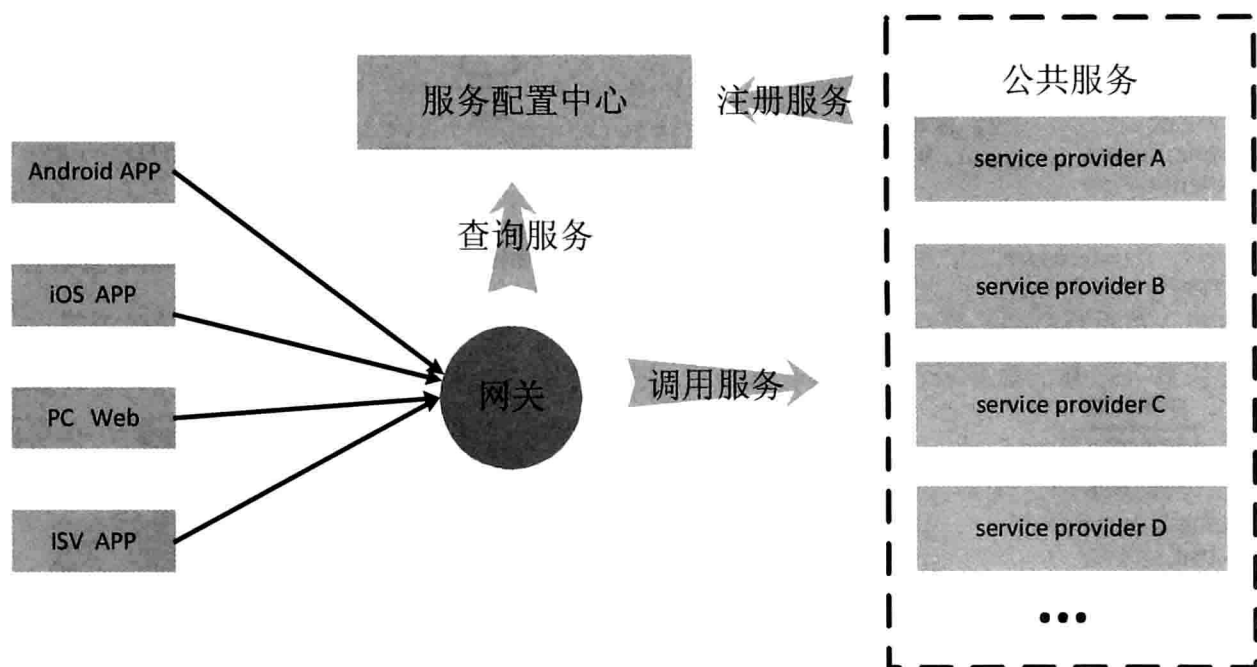 服务配置中心
注册服务
公共服务
Android APP
service provider A
查询服务
iOS APP
service provider B
网关
调用服务
PC Web
service provider C
ISV APP
service provider D
...